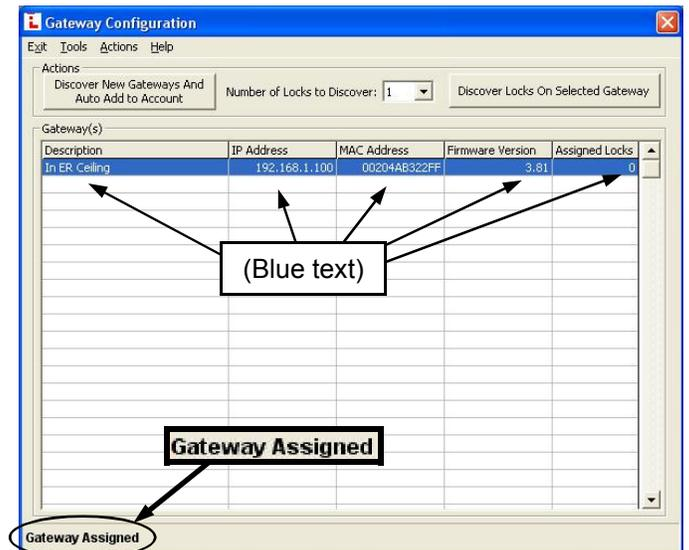 Gateway Configuration
Exit Tools Actions Help
Actions
Discover New Gateways And
Auto Add to Account
Number of Locks to Discover: 1
Discover Locks On Selected Gateway
Gateway(s)
Description IP Address MAC Address Firmware Version Assigned Locks
In ER Ceiling 192.168.1.100 00204AB322FF 3.81 0
(Blue text)
Gateway Assigned
Gateway Assigned